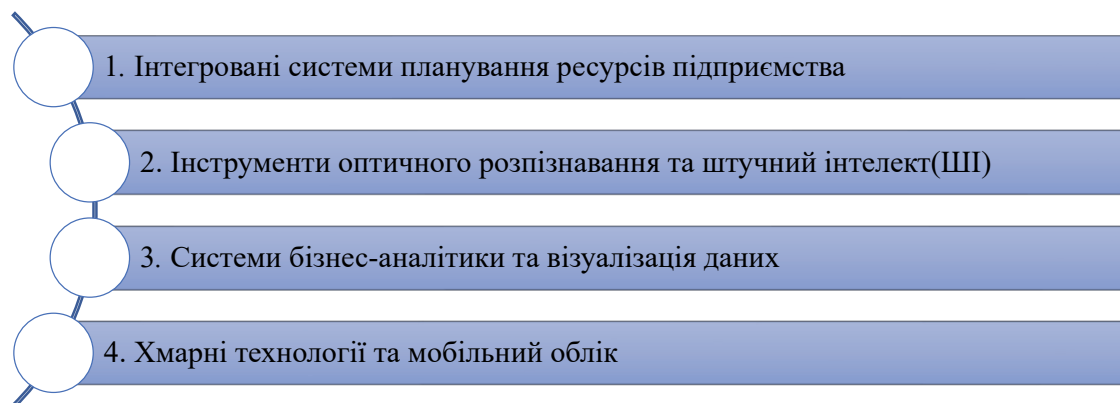 1. Інтегровані системи планування ресурсів підприємства
2. Інструменти оптичного розпізнавання та штучний інтелект(ШІ)
3. Системи бізнес-аналітики та візуалізація даних
4. Хмарні технології та мобільний облік